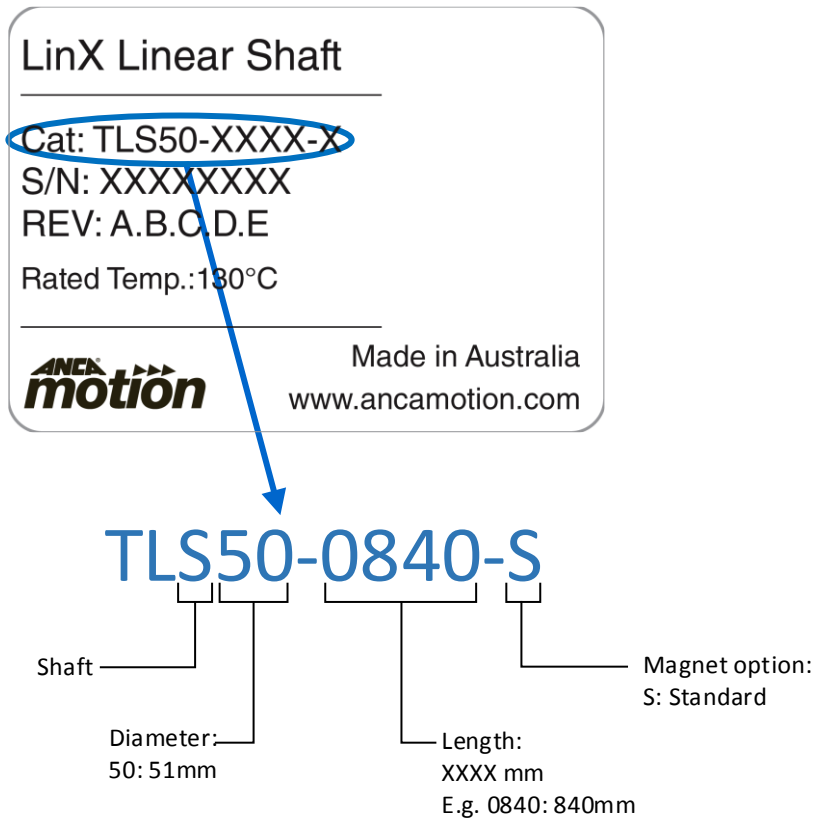 LinX Linear Shaft
Cat: TLS50-XXXX-X
S/N: XXXXXXXX
REV: A.B.C.D.E
Rated Temp.:130°C
ANCA
motion
Made in Australia
www.ancamotion.com
TLS50-0840-S
Shaft
Magnet option:
S: Standard
Diameter:
50: 51mm
Length:
XXXX mm
E.g. 0840: 840mm